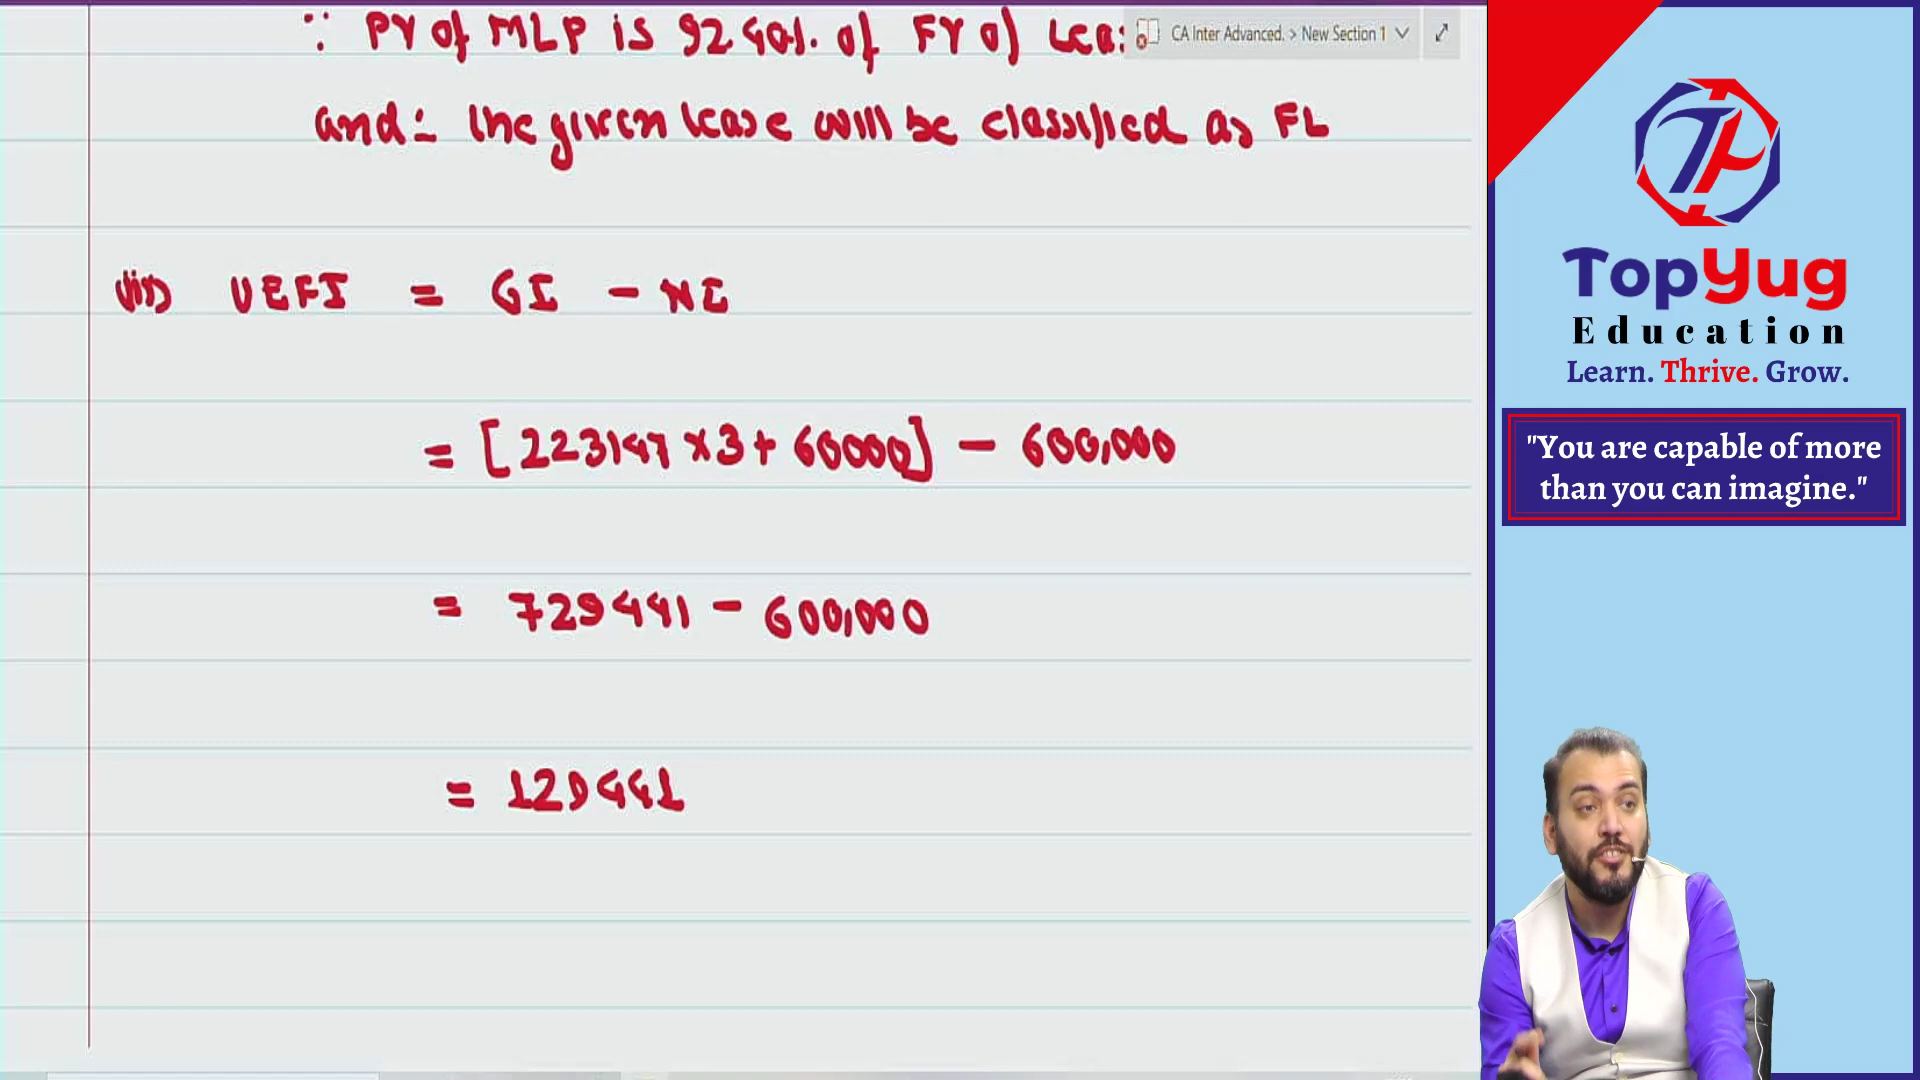 ∵ PV of MLP is 92.40%. of FV of Lea:
CA Inter Advanced. > New Section 1
and ∴ the given lease will be classified as FL
(iii) UEFI = GI - NI
= [223147 × 3 + 60000] - 600,000
= 729441 - 600,000
= 129441
TopYug
Education
Learn. Thrive. Grow.
"You are capable of more
than you can imagine."